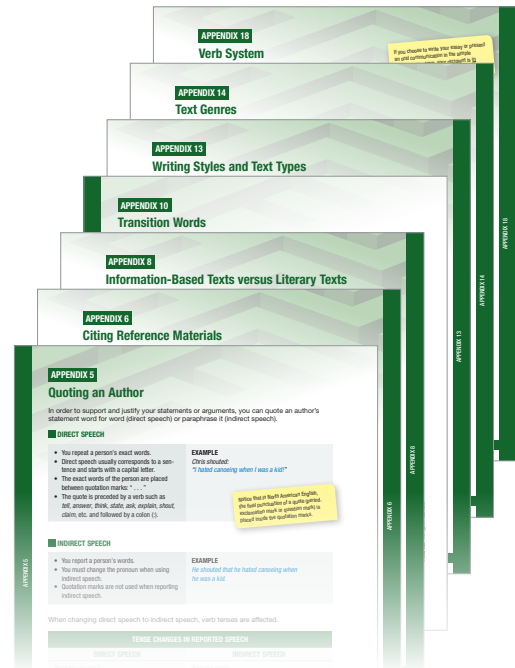 APPENDIX 18
Verb System
If you choose to write your essay or present
an oral communication in the simple
APPENDIX 14
Text Genres
APPENDIX 13
Writing Styles and Text Types
APPENDIX 10
Transition Words
APPENDIX 8
Information-Based Texts versus Literary Texts
APPENDIX 6
Citing Reference Materials
APPENDIX 5
Quoting an Author
In order to support and justify your statements or arguments, you can quote an author's
statement word for word (direct speech) or paraphrase it (indirect speech).
DIRECT SPEECH
• You repeat a person's exact words.
• Direct speech usually corresponds to a sen-
tence and starts with a capital letter.
• The exact words of the person are placed
between quotation marks: " . . . "
• The quote is preceded by a verb such as
tell, answer, think, state, ask, explain, shout,
claim, etc. and followed by a colon (:).
EXAMPLE
Chris shouted:
"I hated canoeing when I was a kid!"
Notice that in North American English,
the final punctuation of a quote (period,
exclamation mark or question mark) is
placed inside the quotation marks.
INDIRECT SPEECH
• You report a person's words.
• You must change the pronoun when using
indirect speech.
• Quotation marks are not used when reporting
indirect speech.
EXAMPLE
He shouted that he hated canoeing when
he was a kid.
When changing direct speech to indirect speech, verb tenses are affected.
TENSE CHANGES IN REPORTED SPEECH
DIRECT SPEECH
INDIRECT SPEECH
APPENDIX 5
APPENDIX 6
APPENDIX 8
APPENDIX 13
APPENDIX 14
APPENDIX 18